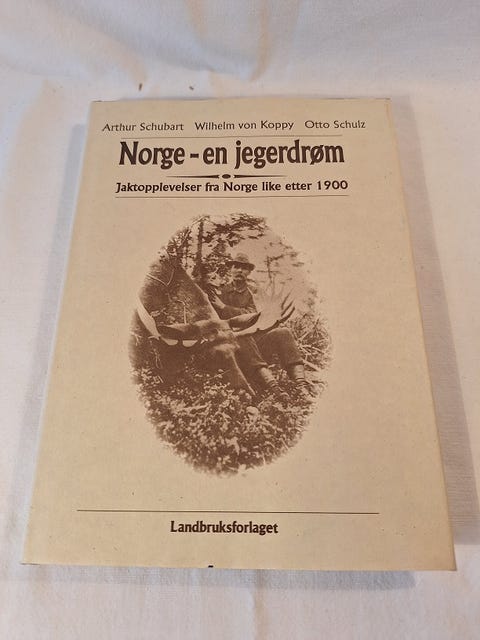 Arthur Schubart Wilhelm von Koppy Otto Schulz
Norge - en jegerdrøm
Jaktopplevelser fra Norge like etter 1900
Landbruksforlaget